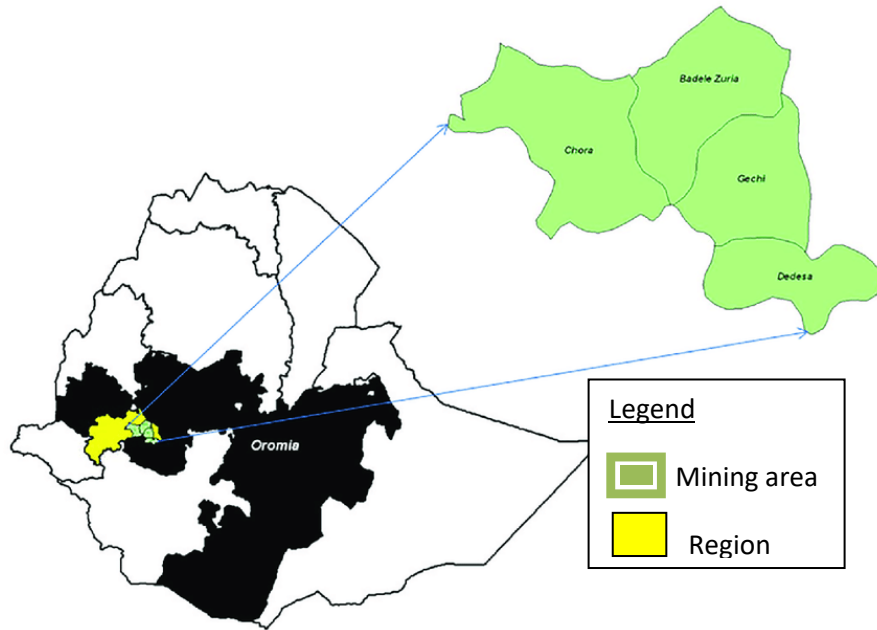 Badele Zuria
Chora
Gechi
Dedesa
Oromia
Legend
Mining area
Region